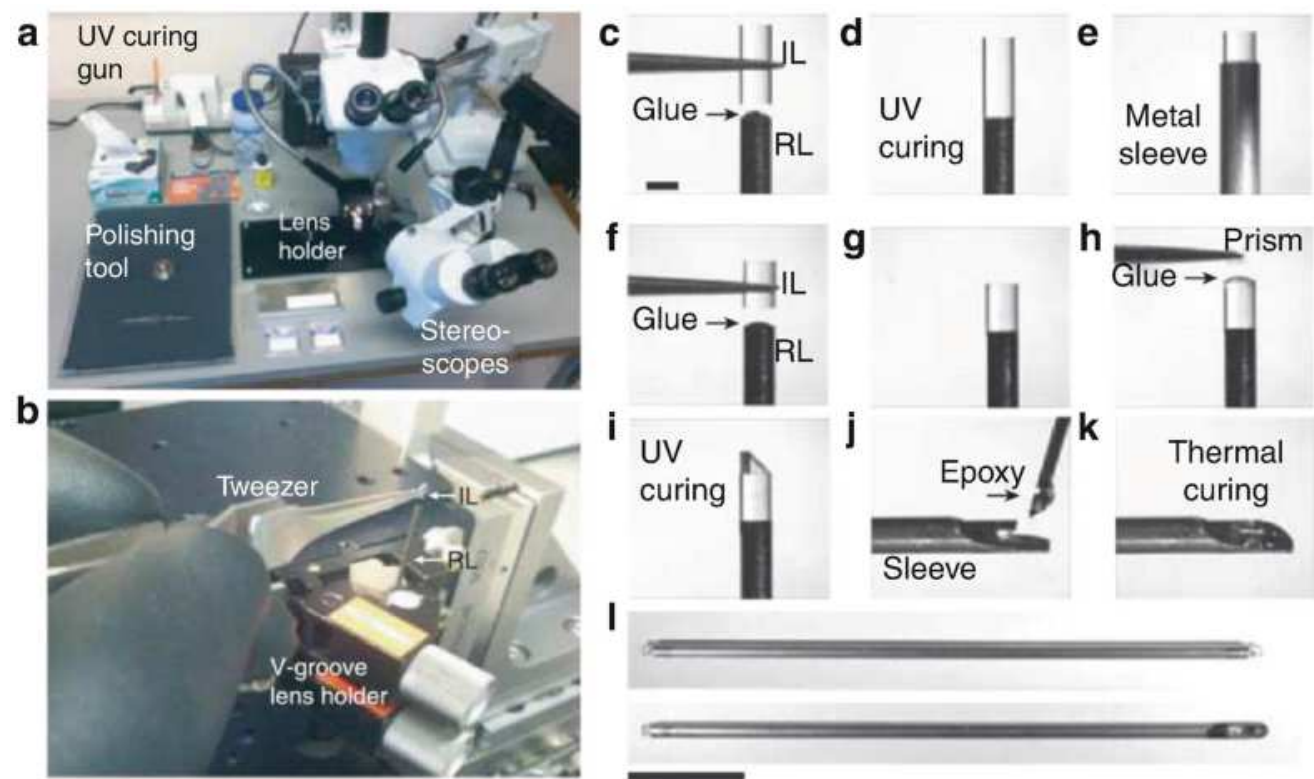 a
UV curing
gun
Polishing
tool
Lens
holder
Stereo-
scopes
b
Tweezer
IL
RL
V-groove
lens holder
c
IL
Glue
RL
d
UV
curing
e
Metal
sleeve
f
IL
Glue
RL
g
h
Prism
Glue
i
UV
curing
j
Epoxy
Sleeve
k
Thermal
curing
l